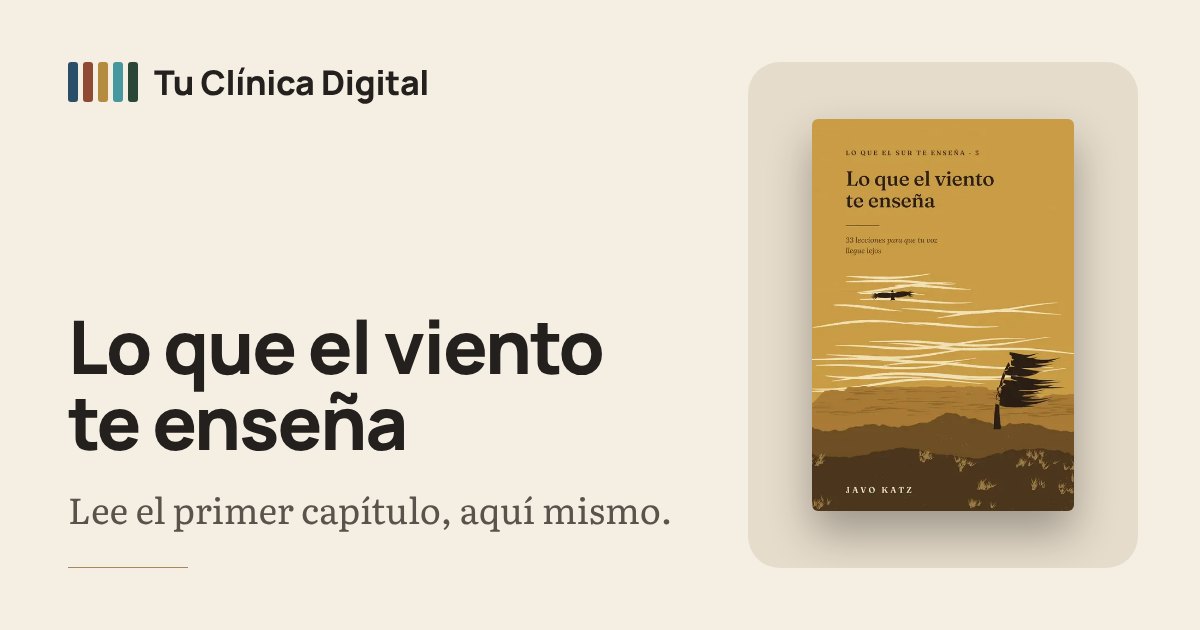 Tu Clínica Digital
Lo que el viento
te enseña
Lee el primer capítulo, aquí mismo.
LO QUE EL SUR TE ENSEÑA · 5
Lo que el viento
te enseña
33 lecciones para que tu voz
llegue lejos
JAVO KATZ